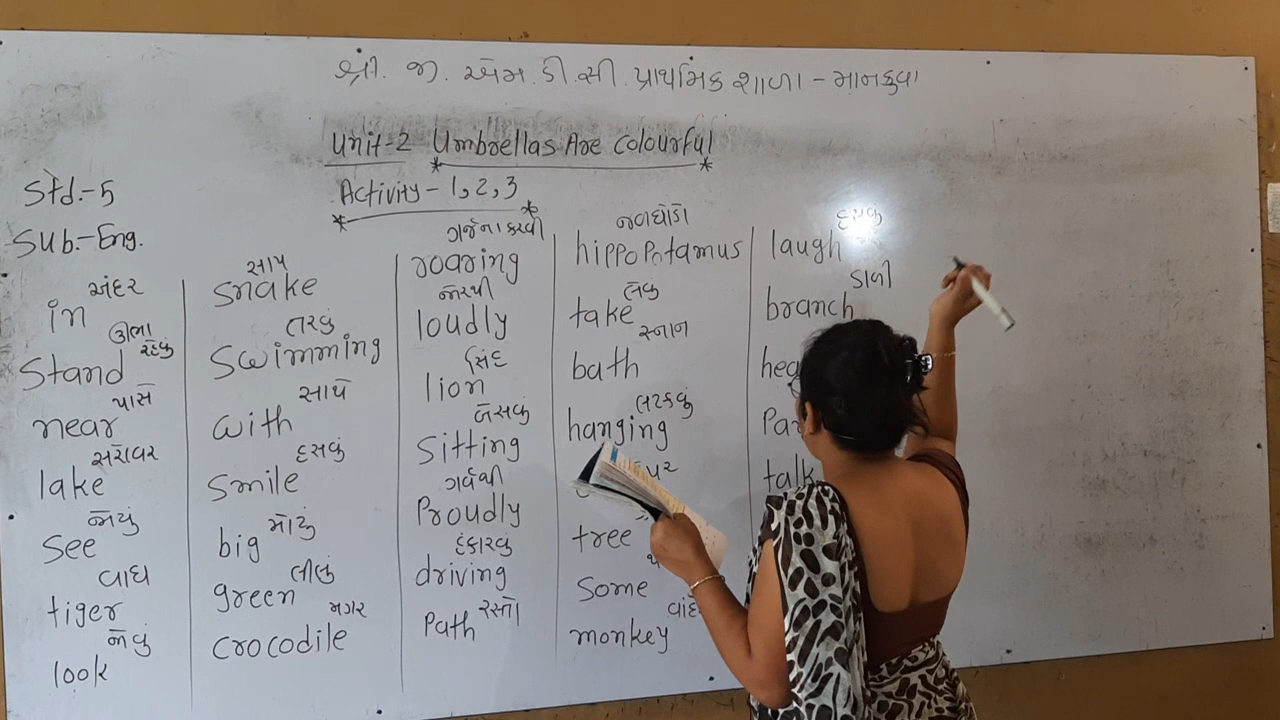 શ્રી. જી. એમ. ડી. સી. પ્રાથમિક શાળા - માનકુવા
Unit-2 Umbrellas Are Colourful
Activity - 1, 2, 3
Std.-5
Sub.-Eng.
અંદર
in
ઊભા રહેવું
Stand
પાસે
near
સરોવર
lake
જોવું
See
વાઘ
tiger
જોવું
look
સાપ
Snake
તરવું
Swimming
સાથે
with
હસવું
Smile
મોટું
big
લીલું
green
મગર
Crocodile
ગર્જના કરવી
roaring
જોરથી
loudly
સિંહ
lion
બેસવું
Sitting
ગર્વથી
Proudly
હંકારવું
driving
રસ્તો
Path
જળઘોડો
hippopotamus
લેવું
take
સ્નાન
bath
લટકવું
hanging
tree
Some
monkey
હસવું
laugh
ડાળી
branch
talk